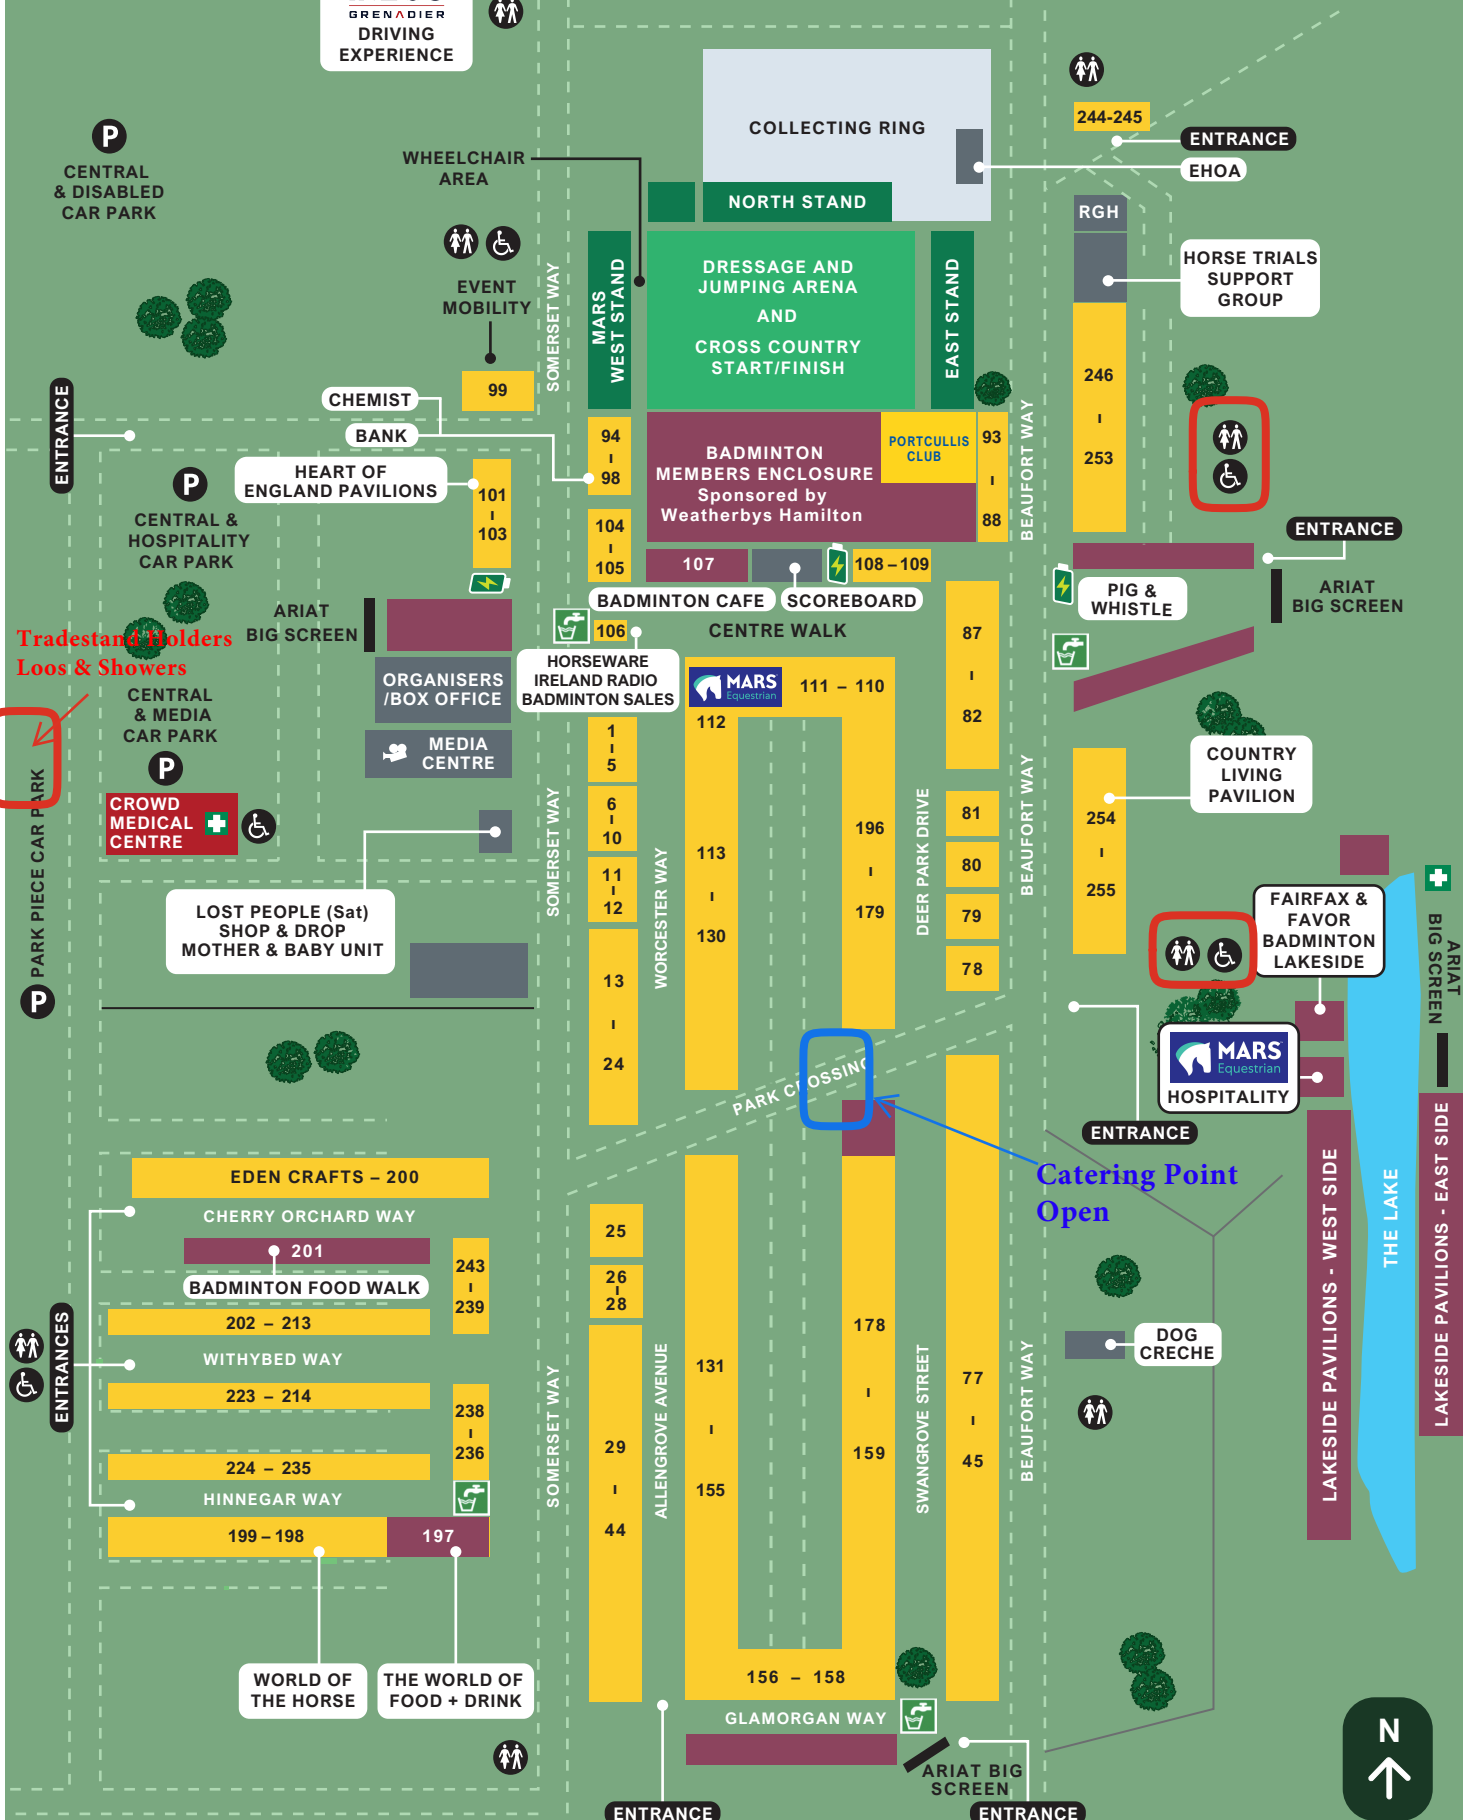 GRENADIER
DRIVING
EXPERIENCE
P
CENTRAL
& DISABLED
CAR PARK
WHEELCHAIR
AREA
COLLECTING RING
244-245
ENTRANCE
EHOA
NORTH STAND
RGH
HORSE TRIALS
SUPPORT
GROUP
EVENT
MOBILITY
SOMERSET WAY
MARS
WEST STAND
DRESSAGE AND
JUMPING ARENA
AND
CROSS COUNTRY
START/FINISH
EAST STAND
99
CHEMIST
BANK
ENTRANCE
94
98
BADMINTON
MEMBERS ENCLOSURE
Sponsored by
Weatherbys Hamilton
PORTCULLIS
CLUB
93
88
BEAUFORT WAY
246
253
P
CENTRAL &
HOSPITALITY
CAR PARK
HEART OF
ENGLAND PAVILIONS
101
103
104
105
107
108 – 109
BADMINTON CAFE
SCOREBOARD
ENTRANCE
PIG &
WHISTLE
ARIAT
BIG SCREEN
ARIAT
BIG SCREEN
106
CENTRE WALK
87
82
Tradestand Holders
Loos & Showers
ORGANISERS
/BOX OFFICE
HORSEWARE
IRELAND RADIO
BADMINTON SALES
MARS
Equestrian
111 – 110
112
CENTRAL
& MEDIA
CAR PARK
P
MEDIA
CENTRE
1
5
COUNTRY
LIVING
PAVILION
CROWD
MEDICAL
CENTRE
PARK PIECE CAR PARK
P
SOMERSET WAY
6
10
11
12
13
24
WORCESTER WAY
113
130
196
179
DEER PARK DRIVE
81
80
79
78
BEAUFORT WAY
254
255
LOST PEOPLE (Sat)
SHOP & DROP
MOTHER & BABY UNIT
FAIRFAX &
FAVOR
BADMINTON
LAKESIDE
ARIAT
BIG SCREEN
MARS
Equestrian
HOSPITALITY
PARK CROSSING
ENTRANCE
Catering Point
Open
EDEN CRAFTS – 200
CHERRY ORCHARD WAY
201
BADMINTON FOOD WALK
243
239
202 – 213
WITHYBED WAY
223 – 214
238
236
224 – 235
HINNEGAR WAY
199 – 198
197
ENTRANCES
WORLD OF
THE HORSE
THE WORLD OF
FOOD + DRINK
SOMERSET WAY
25
26
28
29
44
ALLENGROVE AVENUE
131
155
178
159
SWANGROVE STREET
77
45
BEAUFORT WAY
DOG
CRECHE
LAKESIDE PAVILIONS - WEST SIDE
THE LAKE
LAKESIDE PAVILIONS - EAST SIDE
156 – 158
GLAMORGAN WAY
ARIAT BIG
SCREEN
ENTRANCE
ENTRANCE
N